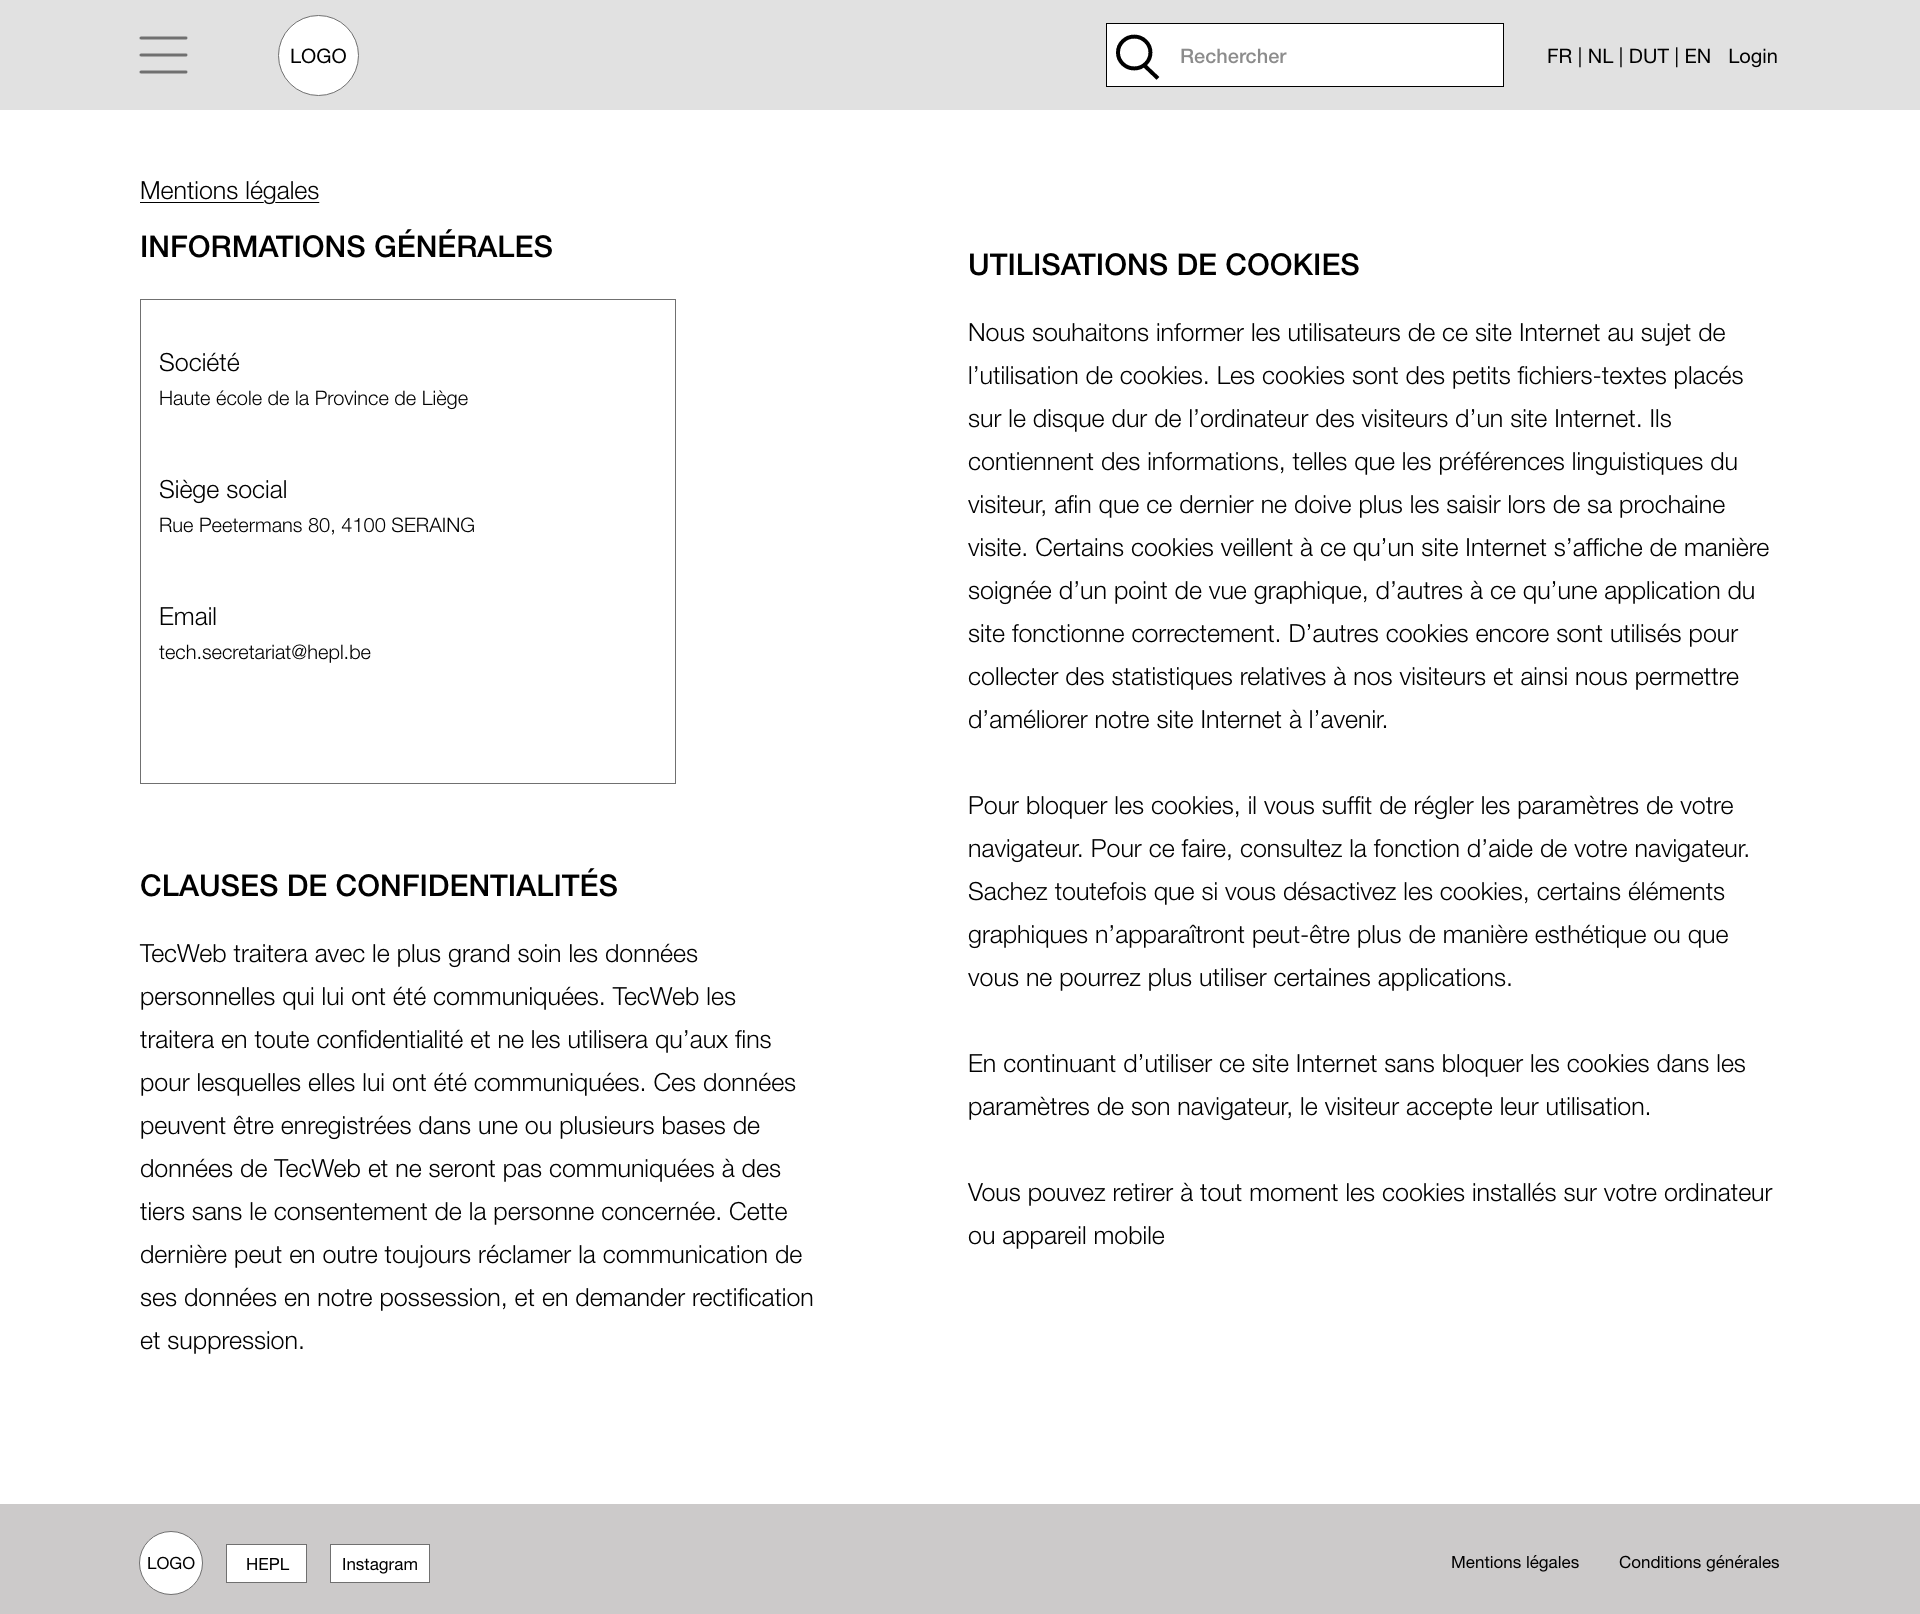 LOGO
Rechercher
FR | NL | DUT | EN Login
Mentions légales
INFORMATIONS GÉNÉRALES
Société
Haute école de la Province de Liège
Siège social
Rue Peetermans 80, 4100 SERAING
Email
tech.secretariat@hepl.be
CLAUSES DE CONFIDENTIALITÉS
TecWeb traitera avec le plus grand soin les données
personnelles qui lui ont été communiquées. TecWeb les
traitera en toute confidentialité et ne les utilisera qu’aux fins
pour lesquelles elles lui ont été communiquées. Ces données
peuvent être enregistrées dans une ou plusieurs bases de
données de TecWeb et ne seront pas communiquées à des
tiers sans le consentement de la personne concernée. Cette
dernière peut en outre toujours réclamer la communication de
ses données en notre possession, et en demander rectification
et suppression.
UTILISATIONS DE COOKIES
Nous souhaitons informer les utilisateurs de ce site Internet au sujet de
l’utilisation de cookies. Les cookies sont des petits fichiers-textes placés
sur le disque dur de l’ordinateur des visiteurs d’un site Internet. Ils
contiennent des informations, telles que les préférences linguistiques du
visiteur, afin que ce dernier ne doive plus les saisir lors de sa prochaine
visite. Certains cookies veillent à ce qu’un site Internet s’affiche de manière
soignée d’un point de vue graphique, d’autres à ce qu’une application du
site fonctionne correctement. D’autres cookies encore sont utilisés pour
collecter des statistiques relatives à nos visiteurs et ainsi nous permettre
d’améliorer notre site Internet à l’avenir.
Pour bloquer les cookies, il vous suffit de régler les paramètres de votre
navigateur. Pour ce faire, consultez la fonction d’aide de votre navigateur.
Sachez toutefois que si vous désactivez les cookies, certains éléments
graphiques n’apparaîtront peut-être plus de manière esthétique ou que
vous ne pourrez plus utiliser certaines applications.
En continuant d’utiliser ce site Internet sans bloquer les cookies dans les
paramètres de son navigateur, le visiteur accepte leur utilisation.
Vous pouvez retirer à tout moment les cookies installés sur votre ordinateur
ou appareil mobile
LOGO
HEPL
Instagram
Mentions légales
Conditions générales